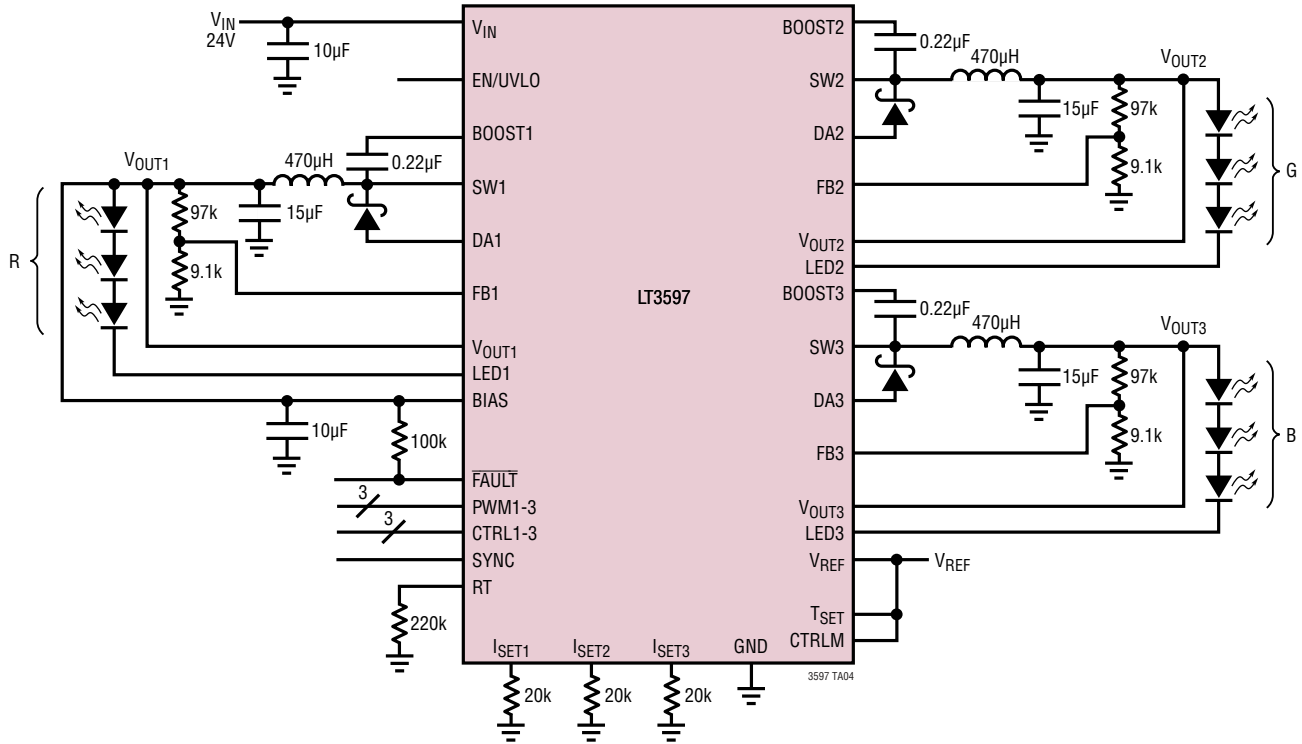 VIN
24V
10µF
VIN
EN/UVLO
BOOST1
VOUT1
470µH
0.22µF
SW1
97k
15µF
DA1
R
9.1k
FB1
VOUT1
LED1
BIAS
10µF
100k
FAULT
3
PWM1-3
3
CTRL1-3
SYNC
RT
220k
LT3597
BOOST2
0.22µF
470µH
VOUT2
SW2
15µF
97k
DA2
9.1k
G
FB2
VOUT2
LED2
BOOST3
0.22µF
470µH
VOUT3
SW3
15µF
97k
DA3
9.1k
B
FB3
VOUT3
LED3
VREF
VREF
TSET
CTRLM
ISET1
ISET2
ISET3
GND
3597 TA04
20k
20k
20k